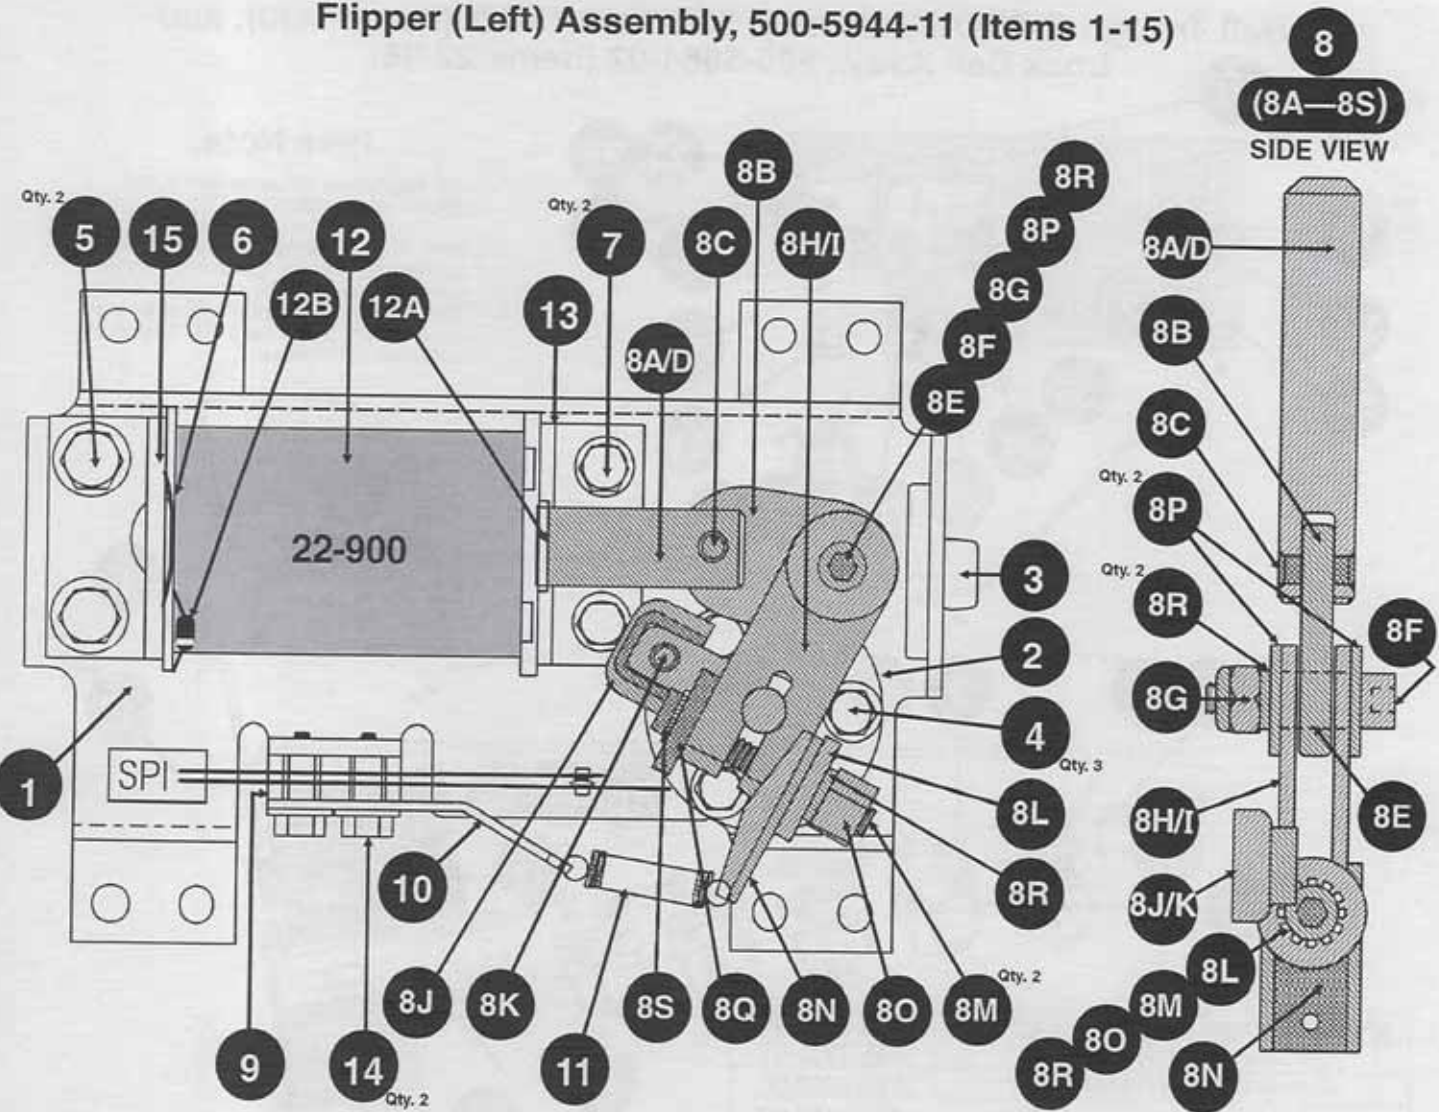 Flipper (Left) Assembly, 500-5944-11 (Items 1-15)
8
(8A—8S)
SIDE VIEW
8B
8R
Qty. 2
5
15
6
12
Qty. 2
7
8C
8H/I
8P
8A/D
12B
12A
13
8G
8A/D
8F
8B
8E
8C
22-900
Qty. 2
8P
3
Qty. 2
8R
8F
2
8G
4
Qty. 3
1
SPI
8L
8H/I
8E
10
8R
8J/K
8J
8K
8S
8Q
8N
8O
8M
Qty. 2
8L
8M
8O
8R
8N
9
14
Qty. 2
11